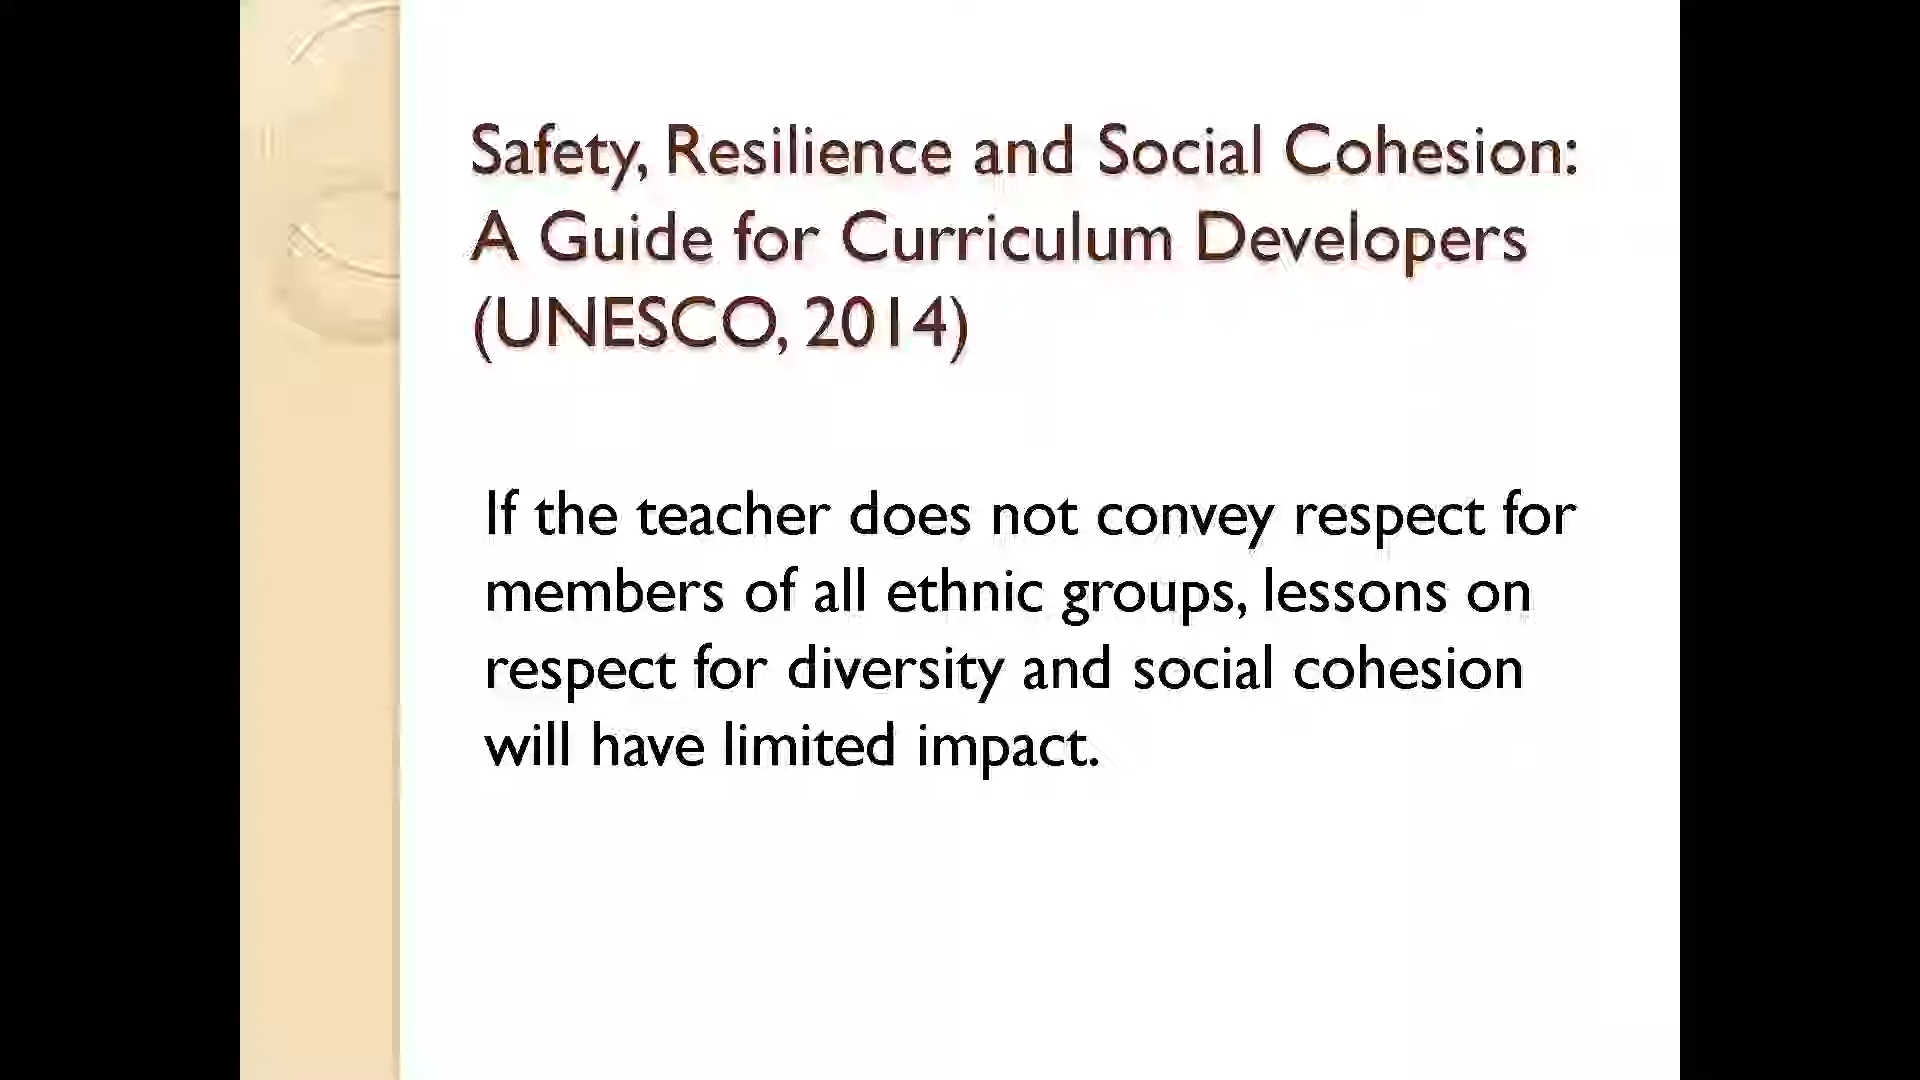 Safety, Resilience and Social Cohesion:
A Guide for Curriculum Developers
(UNESCO, 2014)
If the teacher does not convey respect for
members of all ethnic groups, lessons on
respect for diversity and social cohesion
will have limited impact.